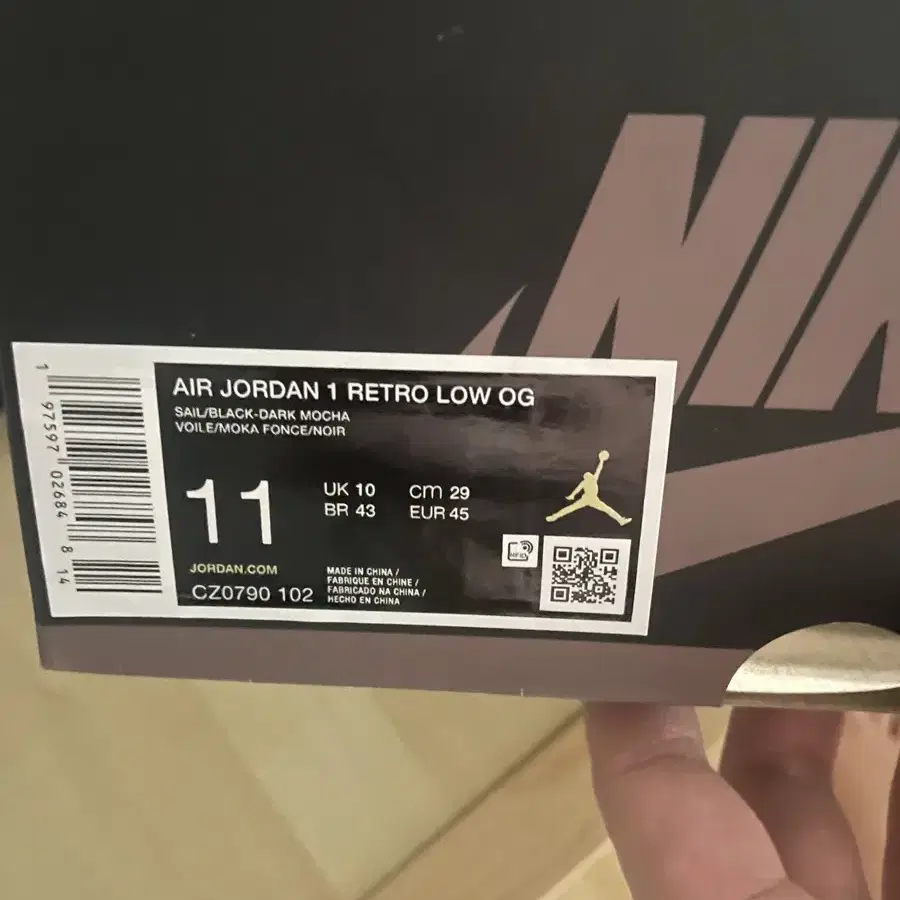 NIK
AIR JORDAN 1 RETRO LOW OG
SAIL/BLACK-DARK MOCHA
VOILE/MOKA FONCE/NOIR
11
UK 10 CM 29
BR 43 EUR 45
JORDAN.COM
CZ0790 102
MADE IN CHINA /
FABRIQUE EN CHINE /
FABRICADO NA CHINA /
HECHO EN CHINA
1 97597 02684 8 14